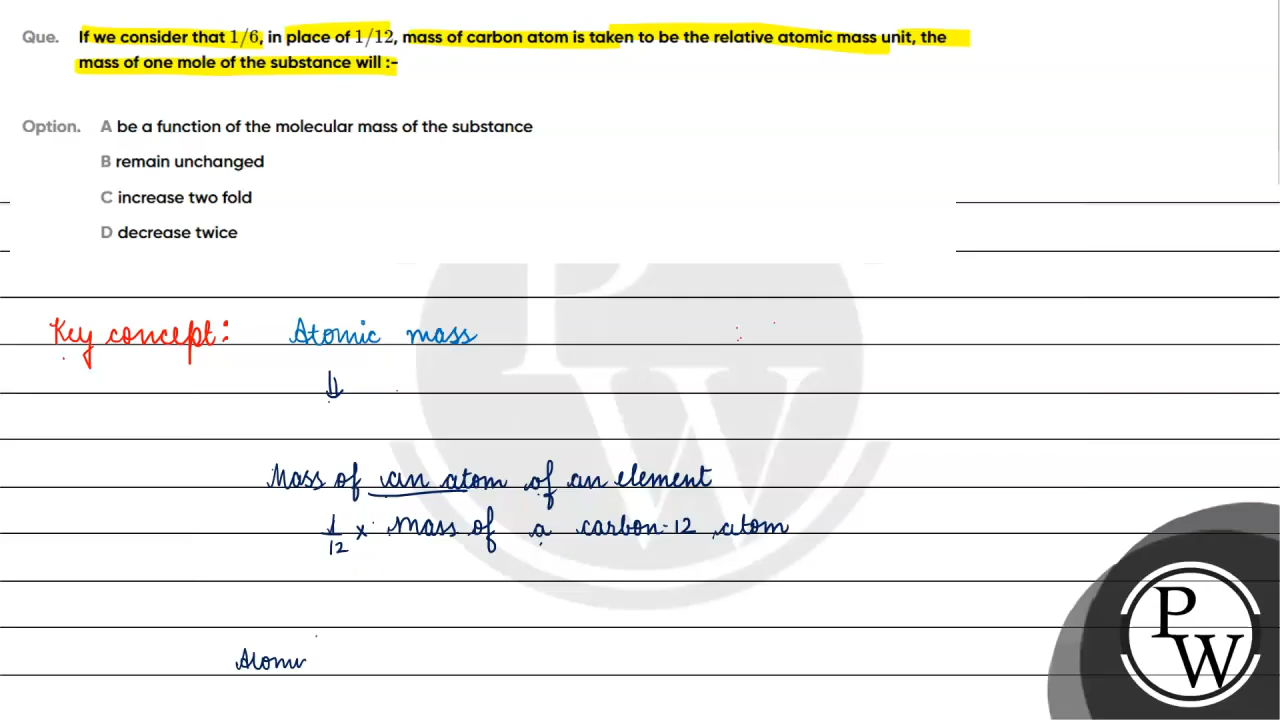 Que. If we consider that 1/6, in place of 1/12, mass of carbon atom is taken to be the relative atomic mass unit, the
mass of one mole of the substance will :-
Option. A be a function of the molecular mass of the substance
B remain unchanged
C increase two fold
D decrease twice
Key concept: Atomic mass
↓
Mass of an atom of an element
1/12 × Mass of a carbon-12 atom
Atomi
P
W
P
W